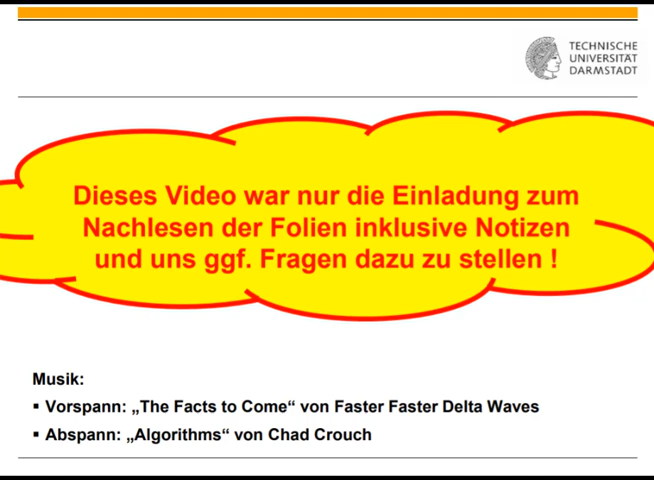 TECHNISCHE
UNIVERSITÄT
DARMSTADT
Dieses Video war nur die Einladung zum
Nachlesen der Folien inklusive Notizen
und uns ggf. Fragen dazu zu stellen !
Musik:
▪ Vorspann: „The Facts to Come“ von Faster Faster Delta Waves
▪ Abspann: „Algorithms“ von Chad Crouch